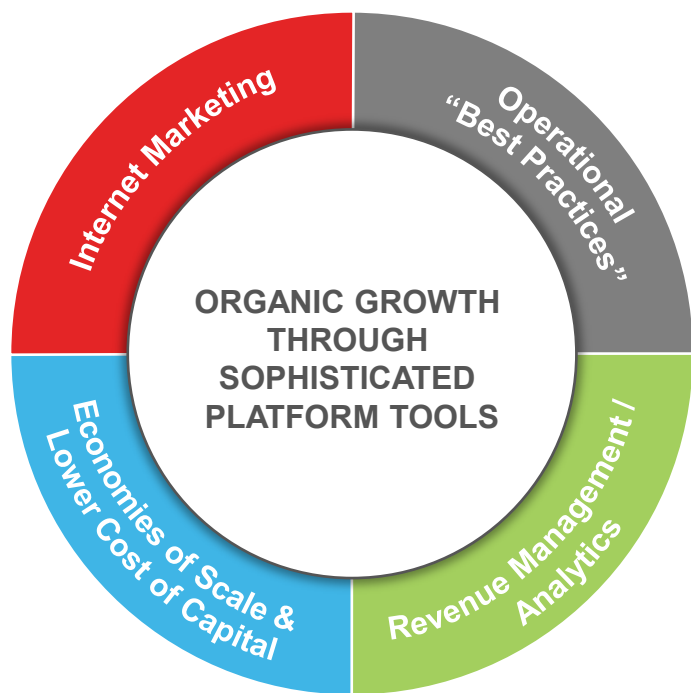 Internet Marketing
Operational
“Best Practices”
ORGANIC GROWTH
THROUGH
SOPHISTICATED
PLATFORM TOOLS
Economies of Scale &
Lower Cost of Capital
Revenue Management /
Analytics